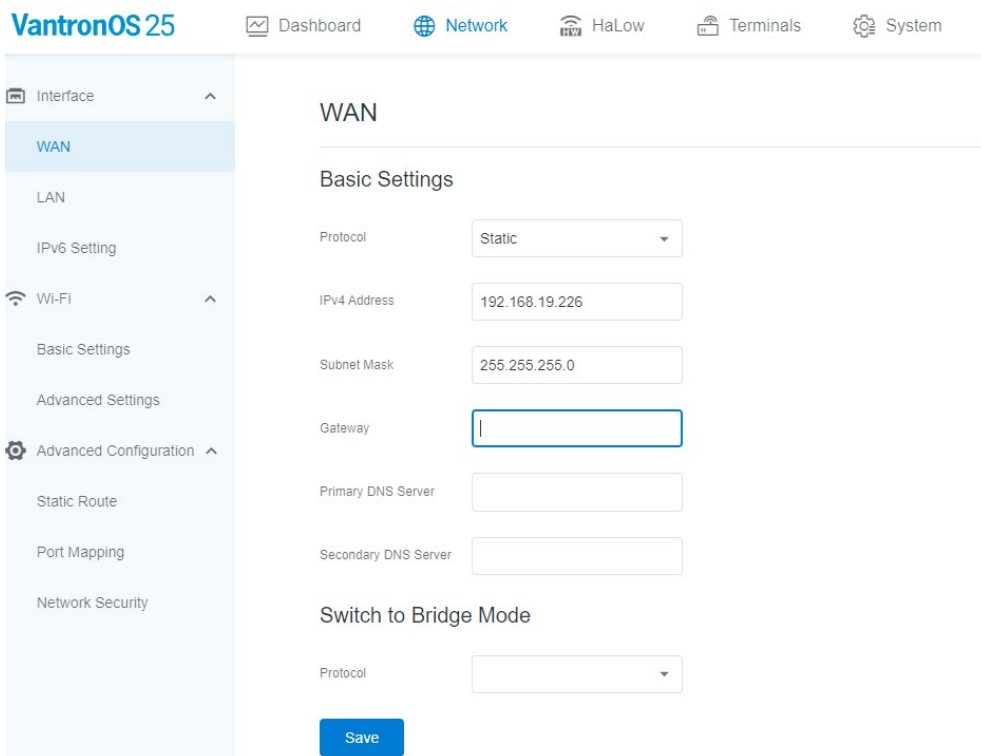 VantronOS 25
Dashboard
Network
HaLow
Terminals
System
Interface
WAN
LAN
IPv6 Setting
Wi-Fi
Basic Settings
Advanced Settings
Advanced Configuration
Static Route
Port Mapping
Network Security
WAN
Basic Settings
Protocol
Static
IPv4 Address
192.168.19.226
Subnet Mask
255.255.255.0
Gateway
Primary DNS Server
Secondary DNS Server
Switch to Bridge Mode
Protocol
Save